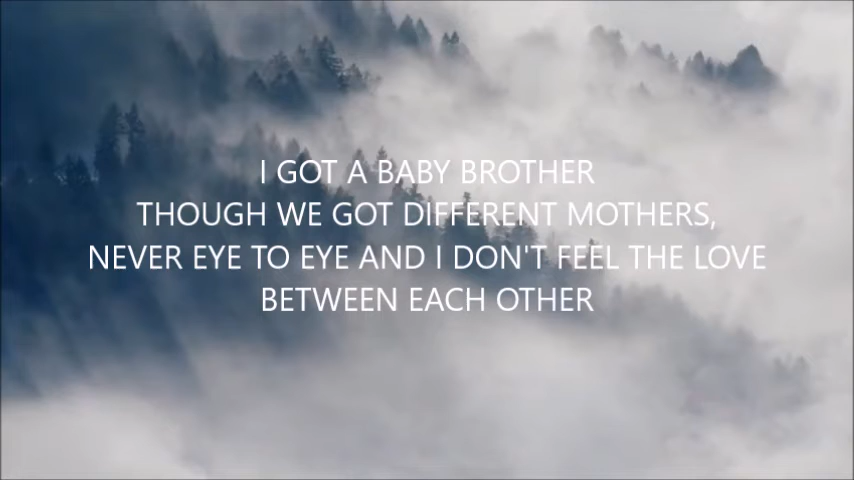 I GOT A BABY BROTHER
THOUGH WE GOT DIFFERENT MOTHERS,
NEVER EYE TO EYE AND I DON'T FEEL THE LOVE
BETWEEN EACH OTHER